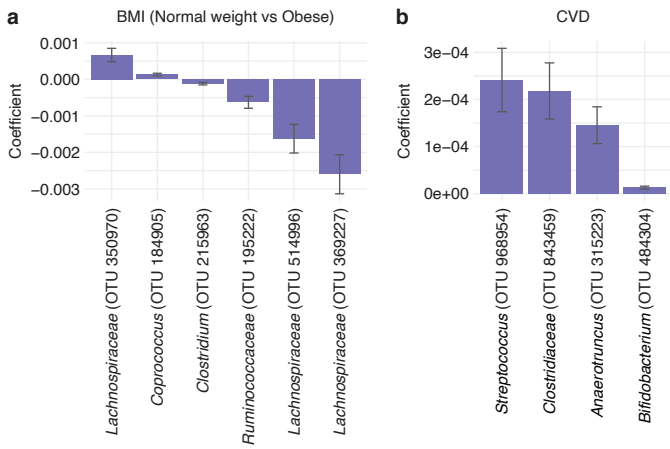 a
BMI (Normal weight vs Obese)
Coefficient
0.001
0.000
−0.001
−0.002
−0.003
Lachnospiraceae (OTU 350970)
Coprococcus (OTU 184905)
Clostridium (OTU 215963)
Ruminococcaceae (OTU 195222)
Lachnospiraceae (OTU 514996)
Lachnospiraceae (OTU 369227)
b
CVD
Coefficient
3e−04
2e−04
1e−04
0e+00
Streptococcus (OTU 968954)
Clostridiaceae (OTU 843459)
Anaerotruncus (OTU 315223)
Bifidobacterium (OTU 484304)